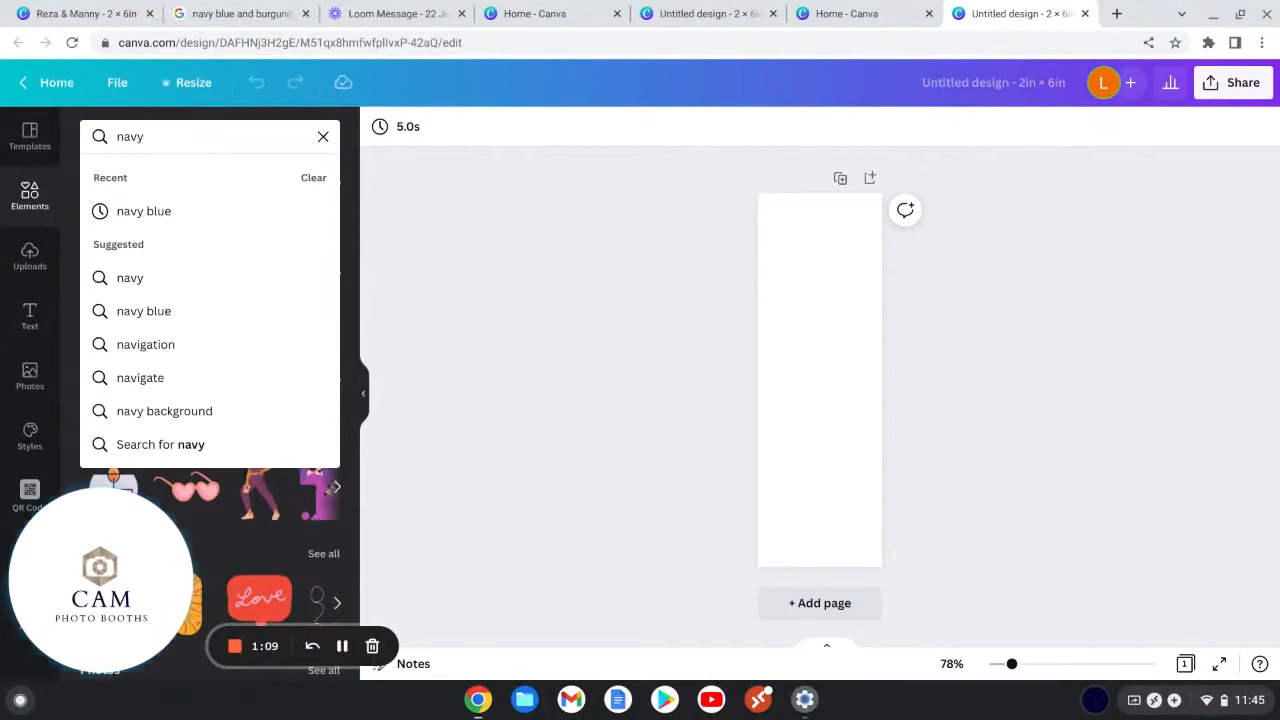 Reza & Manny - 2 × 6in
navy blue and burgund
Loom Message - 22 Ju
Home - Canva
Untitled design - 2 × 6i
Home - Canva
Untitled design - 2 × 6i
canva.com/design/DAFHNj3H2gE/M51qx8hmfwfpllvxP-42aQ/edit
Home
File
Resize
Untitled design - 2in × 6in
L
Share
Templates
Elements
Uploads
Text
Photos
Styles
QR Cod
navy
Recent
Clear
navy blue
Suggested
navy
navy blue
navigation
navigate
navy background
Search for navy
See all
Love
See all
5.0s
+ Add page
CAM
PHOTO BOOTHS
1:09
Notes
78%
1
11:45